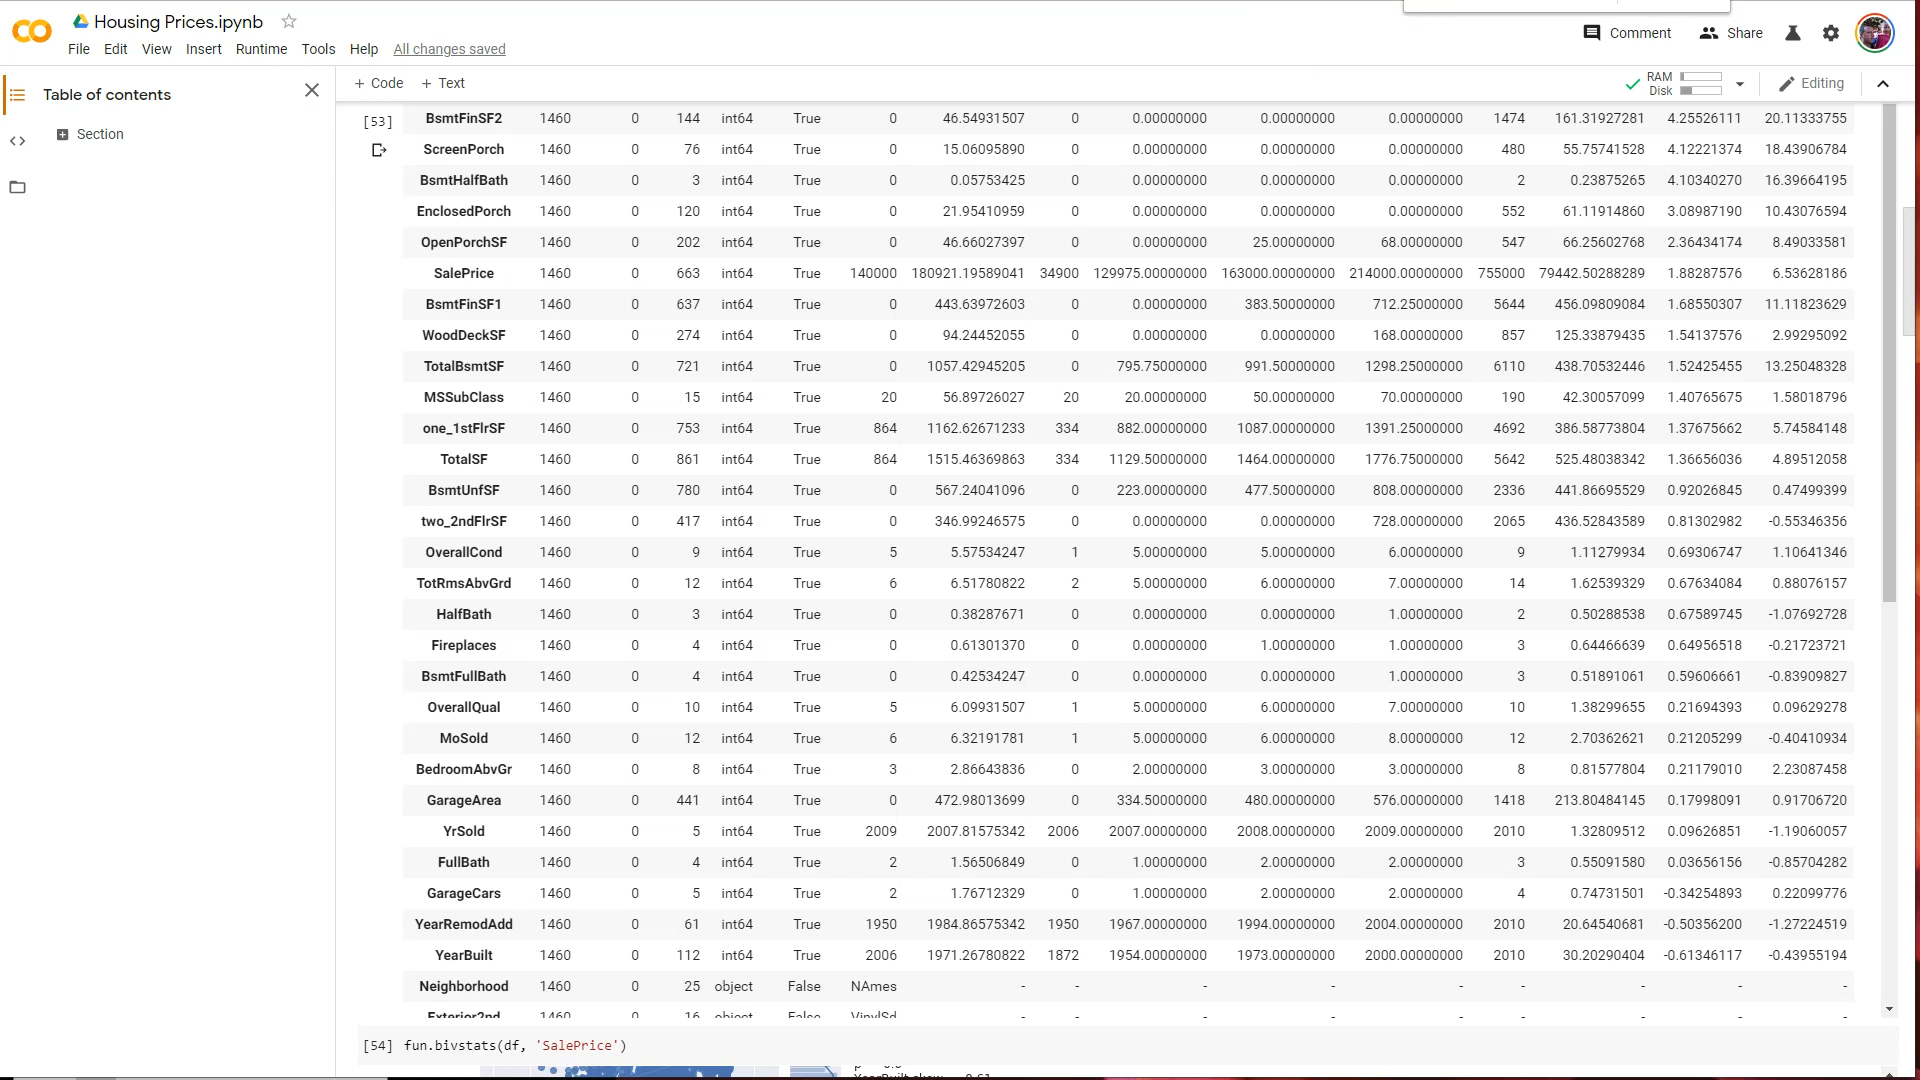 Housing Prices.ipynb
File Edit View Insert Runtime Tools Help All changes saved
Comment Share
+ Code + Text
RAM
Disk
Editing
Table of contents
Section
[53]
BsmtFinSF2 1460 0 144 int64 True 0 46.54931507 0 0.00000000 0.00000000 0.00000000 1474 161.31927281 4.25526111 20.11333755
ScreenPorch 1460 0 76 int64 True 0 15.06095890 0 0.00000000 0.00000000 0.00000000 480 55.75741528 4.12221374 18.43906784
BsmtHalfBath 1460 0 3 int64 True 0 0.05753425 0 0.00000000 0.00000000 0.00000000 2 0.23875265 4.10340270 16.39664195
EnclosedPorch 1460 0 120 int64 True 0 21.95410959 0 0.00000000 0.00000000 0.00000000 552 61.11914860 3.08987190 10.43076594
OpenPorchSF 1460 0 202 int64 True 0 46.66027397 0 0.00000000 25.00000000 68.00000000 547 66.25602768 2.36434174 8.49033581
SalePrice 1460 0 663 int64 True 140000 180921.19589041 34900 129975.00000000 163000.00000000 214000.00000000 755000 79442.50288289 1.88287576 6.53628186
BsmtFinSF1 1460 0 637 int64 True 0 443.63972603 0 0.00000000 383.50000000 712.25000000 5644 456.09809084 1.68550307 11.11823629
WoodDeckSF 1460 0 274 int64 True 0 94.24452055 0 0.00000000 0.00000000 168.00000000 857 125.33879435 1.54137576 2.99295092
TotalBsmtSF 1460 0 721 int64 True 0 1057.42945205 0 795.75000000 991.50000000 1298.25000000 6110 438.70532446 1.52425455 13.25048328
MSSubClass 1460 0 15 int64 True 20 56.89726027 20 20.00000000 50.00000000 70.00000000 190 42.30057099 1.40765675 1.58018796
one_1stFlrSF 1460 0 753 int64 True 864 1162.62671233 334 882.00000000 1087.00000000 1391.25000000 4692 386.58773804 1.37675662 5.74584148
TotalSF 1460 0 861 int64 True 864 1515.46369863 334 1129.50000000 1464.00000000 1776.75000000 5642 525.48038342 1.36656036 4.89512058
BsmtUnfSF 1460 0 780 int64 True 0 567.24041096 0 223.00000000 477.50000000 808.00000000 2336 441.86695529 0.92026845 0.47499399
two_2ndFlrSF 1460 0 417 int64 True 0 346.99246575 0 0.00000000 0.00000000 728.00000000 2065 436.52843589 0.81302982 -0.55346356
OverallCond 1460 0 9 int64 True 5 5.57534247 1 5.00000000 5.00000000 6.00000000 9 1.11279934 0.69306747 1.10641346
TotRmsAbvGrd 1460 0 12 int64 True 6 6.51780822 2 5.00000000 6.00000000 7.00000000 14 1.62539329 0.67634084 0.88076157
HalfBath 1460 0 3 int64 True 0 0.38287671 0 0.00000000 0.00000000 1.00000000 2 0.50288538 0.67589745 -1.07692728
Fireplaces 1460 0 4 int64 True 0 0.61301370 0 0.00000000 1.00000000 1.00000000 3 0.64466639 0.64956518 -0.21723721
BsmtFullBath 1460 0 4 int64 True 0 0.42534247 0 0.00000000 0.00000000 1.00000000 3 0.51891061 0.59606661 -0.83909827
OverallQual 1460 0 10 int64 True 5 6.09931507 1 5.00000000 6.00000000 7.00000000 10 1.38299655 0.21694393 0.09629278
MoSold 1460 0 12 int64 True 6 6.32191781 1 5.00000000 6.00000000 8.00000000 12 2.70362621 0.21205299 -0.40410934
BedroomAbvGr 1460 0 8 int64 True 3 2.86643836 0 2.00000000 3.00000000 3.00000000 8 0.81577804 0.21179010 2.23087458
GarageArea 1460 0 441 int64 True 0 472.98013699 0 334.50000000 480.00000000 576.00000000 1418 213.80484145 0.17998091 0.91706720
YrSold 1460 0 5 int64 True 2009 2007.81575342 2006 2007.00000000 2008.00000000 2009.00000000 2010 1.32809512 0.09626851 -1.19060057
FullBath 1460 0 4 int64 True 2 1.56506849 0 1.00000000 2.00000000 2.00000000 3 0.55091580 0.03656156 -0.85704282
GarageCars 1460 0 5 int64 True 2 1.76712329 0 1.00000000 2.00000000 2.00000000 4 0.74731501 -0.34254893 0.22099776
YearRemodAdd 1460 0 61 int64 True 1950 1984.86575342 1950 1967.00000000 1994.00000000 2004.00000000 2010 20.64540681 -0.50356200 -1.27224519
YearBuilt 1460 0 112 int64 True 2006 1971.26780822 1872 1954.00000000 1973.00000000 2000.00000000 2010 30.20290404 -0.61346117 -0.43955194
Neighborhood 1460 0 25 object False NAmes - - - - - - - - -
Exterior2nd 1460 0 16 object False VinylSd - - - - - - - - -
[54] fun.bivstats(df, 'SalePrice')